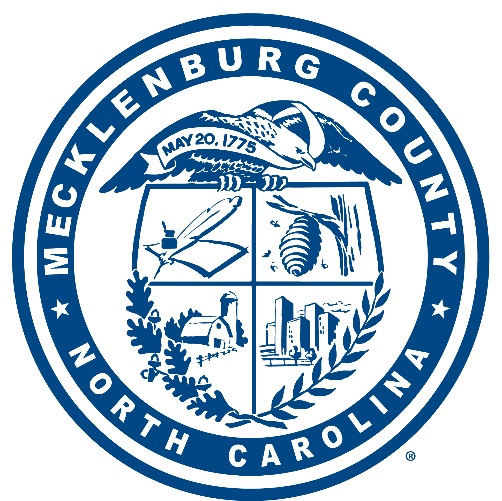 MECKLENBURG COUNTY
MAY 20, 1775
NORTH CAROLINA
®